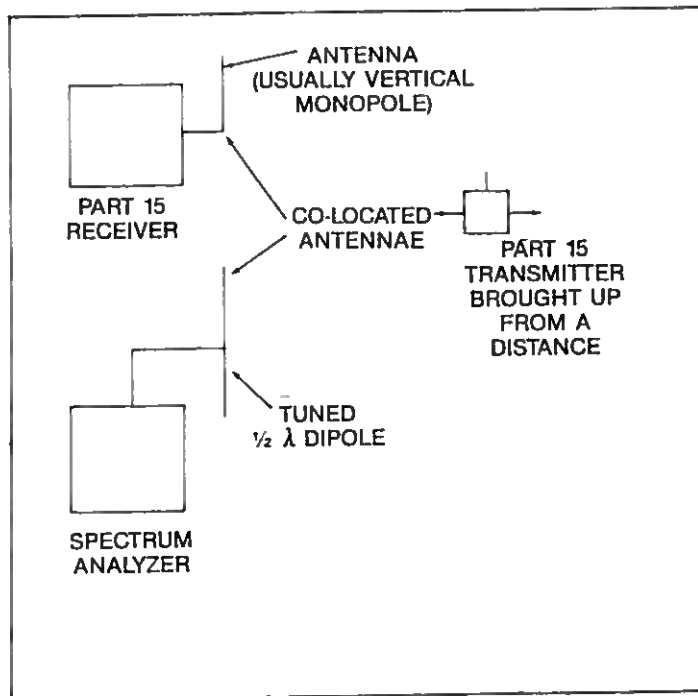 ANTENNA
(USUALLY VERTICAL
MONOPOLE)
PART 15
RECEIVER
CO-LOCATED
ANTENNAE
PART 15
TRANSMITTER
BROUGHT UP
FROM A
DISTANCE
TUNED
½ λ DIPOLE
SPECTRUM
ANALYZER